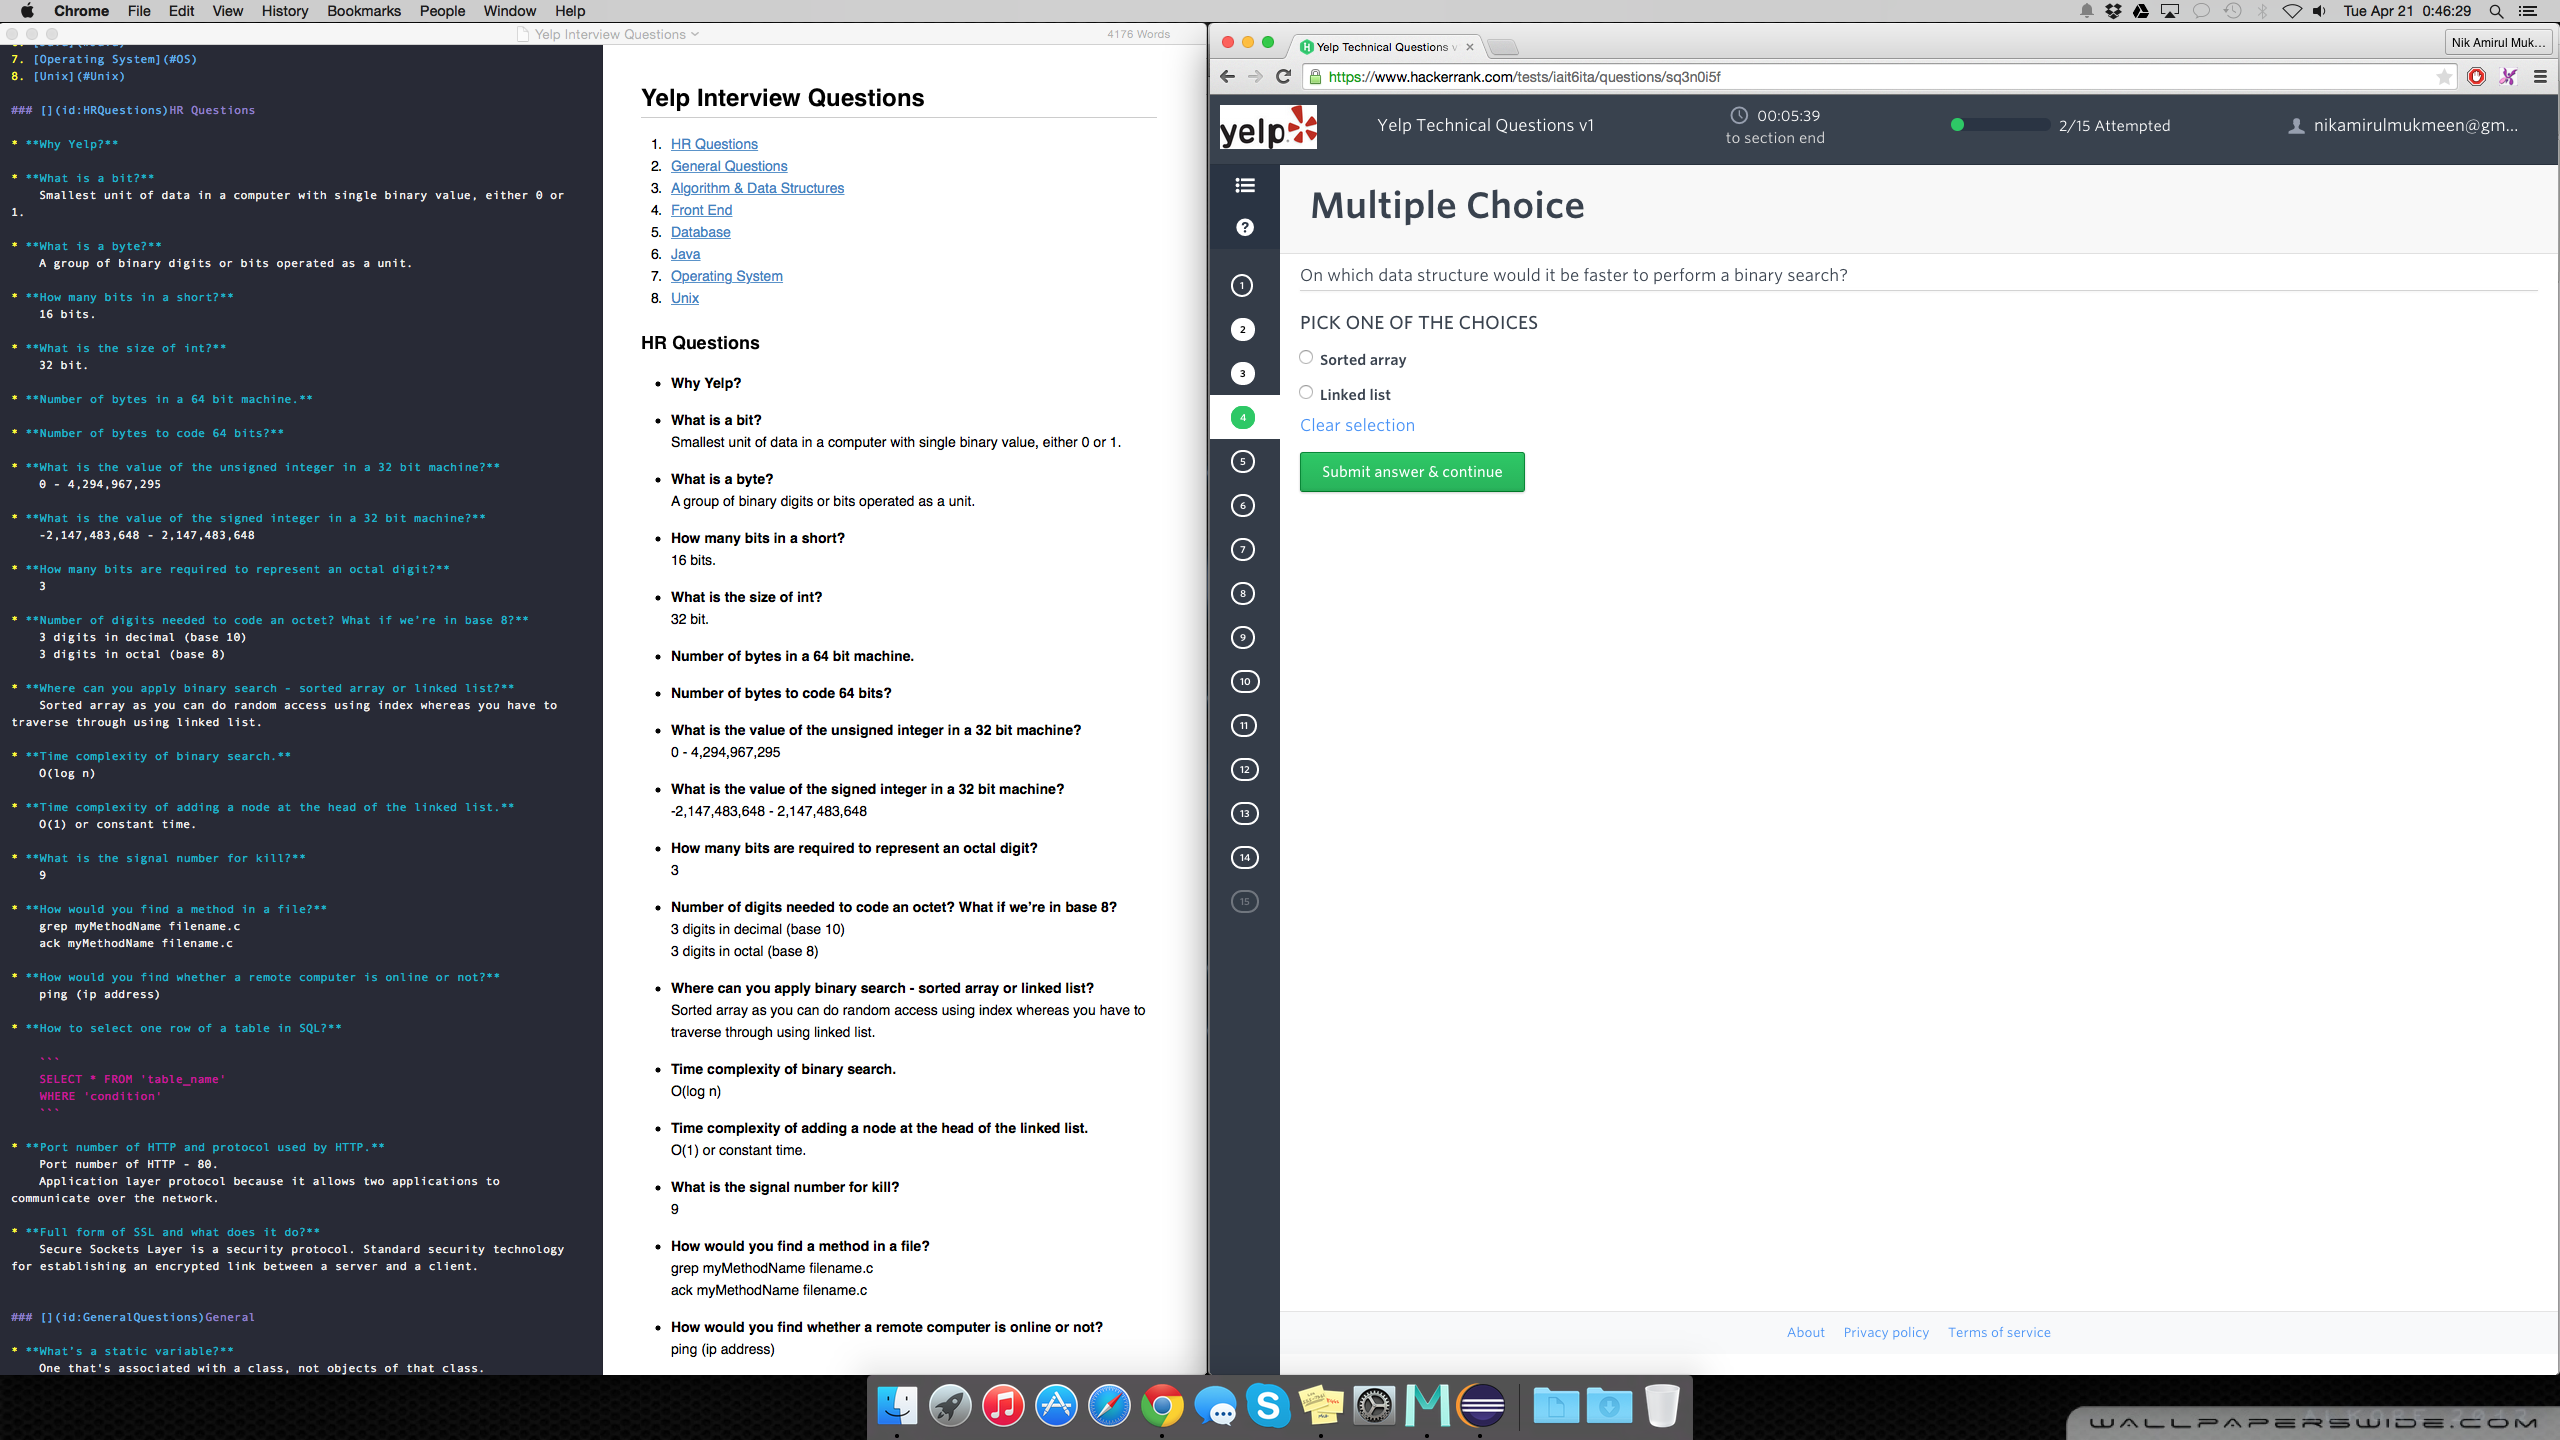 Chrome File Edit View History Bookmarks People Window Help
Tue Apr 21 0:46:29
Yelp Interview Questions
4176 Words
7. [Operating System](#OS)
8. [Unix](#Unix)
### [](id:HRQuestions)HR Questions
* **Why Yelp?**
* **What is a bit?**
Smallest unit of data in a computer with single binary value, either 0 or
1.
* **What is a byte?**
A group of binary digits or bits operated as a unit.
* **How many bits in a short?**
16 bits.
* **What is the size of int?**
32 bit.
* **Number of bytes in a 64 bit machine.**
* **Number of bytes to code 64 bits?**
* **What is the value of the unsigned integer in a 32 bit machine?**
0 - 4,294,967,295
* **What is the value of the signed integer in a 32 bit machine?**
-2,147,483,648 - 2,147,483,648
* **How many bits are required to represent an octal digit?**
3
* **Number of digits needed to code an octet? What if we're in base 8?**
3 digits in decimal (base 10)
3 digits in octal (base 8)
* **Where can you apply binary search - sorted array or linked list?**
Sorted array as you can do random access using index whereas you have to
traverse through using linked list.
* **Time complexity of binary search.**
O(log n)
* **Time complexity of adding a node at the head of the linked list.**
O(1) or constant time.
* **What is the signal number for kill?**
9
* **How would you find a method in a file?**
grep myMethodName filename.c
ack myMethodName filename.c
* **How would you find whether a remote computer is online or not?**
ping (ip address)
* **How to select one row of a table in SQL?**
```
SELECT * FROM 'table_name'
WHERE 'condition'
```
* **Port number of HTTP and protocol used by HTTP.**
Port number of HTTP - 80.
Application layer protocol because it allows two applications to
communicate over the network.
* **Full form of SSL and what does it do?**
Secure Sockets Layer is a security protocol. Standard security technology
for establishing an encrypted link between a server and a client.
### [](id:GeneralQuestions)General
* **What's a static variable?**
One that's associated with a class, not objects of that class.
Yelp Interview Questions
1. HR Questions
2. General Questions
3. Algorithm & Data Structures
4. Front End
5. Database
6. Java
7. Operating System
8. Unix
HR Questions
• Why Yelp?
• What is a bit?
Smallest unit of data in a computer with single binary value, either 0 or 1.
• What is a byte?
A group of binary digits or bits operated as a unit.
• How many bits in a short?
16 bits.
• What is the size of int?
32 bit.
• Number of bytes in a 64 bit machine.
• Number of bytes to code 64 bits?
• What is the value of the unsigned integer in a 32 bit machine?
0 - 4,294,967,295
• What is the value of the signed integer in a 32 bit machine?
-2,147,483,648 - 2,147,483,648
• How many bits are required to represent an octal digit?
3
• Number of digits needed to code an octet? What if we're in base 8?
3 digits in decimal (base 10)
3 digits in octal (base 8)
• Where can you apply binary search - sorted array or linked list?
Sorted array as you can do random access using index whereas you have to
traverse through using linked list.
• Time complexity of binary search.
O(log n)
• Time complexity of adding a node at the head of the linked list.
O(1) or constant time.
• What is the signal number for kill?
9
• How would you find a method in a file?
grep myMethodName filename.c
ack myMethodName filename.c
• How would you find whether a remote computer is online or not?
ping (ip address)
Yelp Technical Questions v
Nik Amirul Muk...
https://www.hackerrank.com/tests/iait6ita/questions/sq3n0i5f
yelp
Yelp Technical Questions v1
00:05:39
to section end
2/15 Attempted
nikamirulmukmeen@gm...
Multiple Choice
?
1
2
3
4
5
6
7
8
9
10
11
12
13
14
15
On which data structure would it be faster to perform a binary search?
PICK ONE OF THE CHOICES
Sorted array
Linked list
Clear selection
Submit answer & continue
About Privacy policy Terms of service
WALLPAPERSWIDE.COM